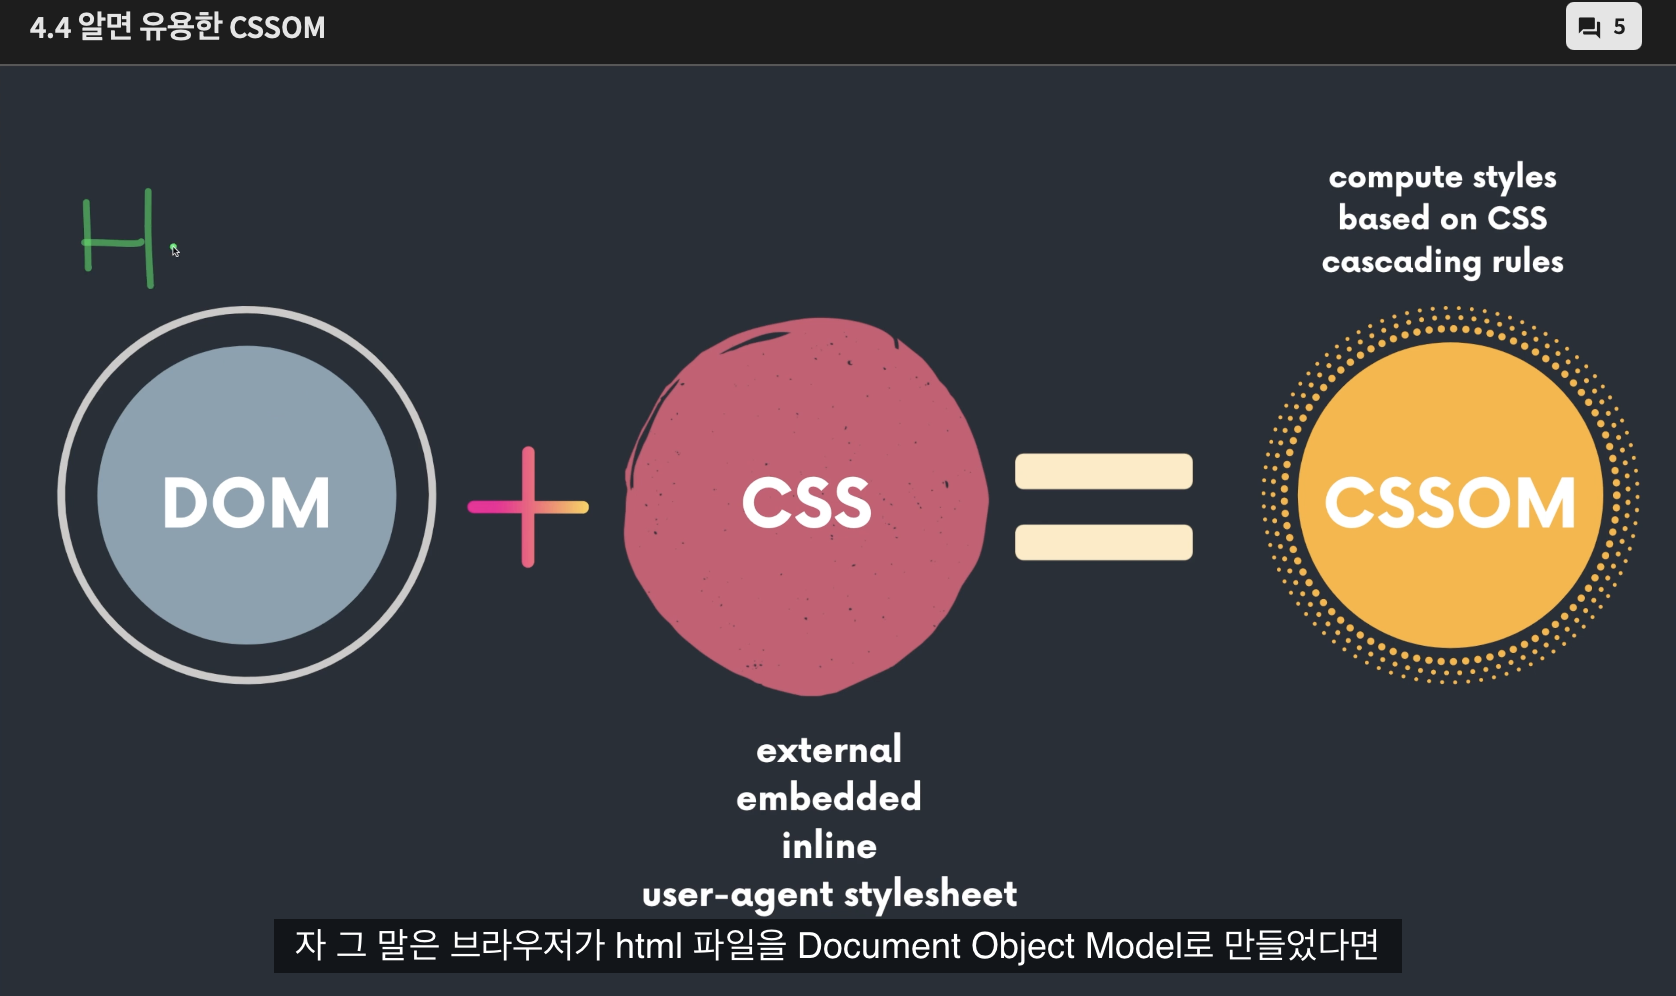 4.4 알면 유용한 CSSOM
5
H
compute styles
based on CSS
cascading rules
DOM
CSS
CSSOM
external
embedded
inline
user-agent stylesheet
자 그 말은 브라우저가 html 파일을 Document Object Model로 만들었다면